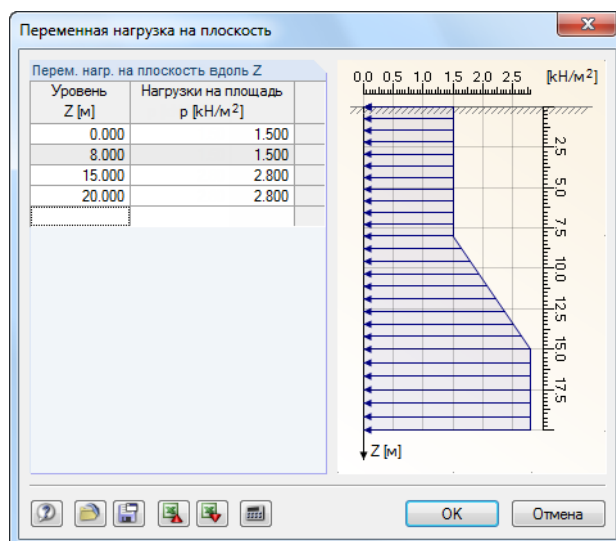 Переменная нагрузка на плоскость
Перем. нагр. на плоскость вдоль Z
Уровень Нагрузки на площадь
Z [м] p [kH/м²]
0.000 1.500
8.000 1.500
15.000 2.800
20.000 2.800
0.0 0.5 1.0 1.5 2.0 2.5 [kH/м²]
2.5
5.0
7.5
10.0
12.5
15.0
17.5
Z [м]
OK Отмена